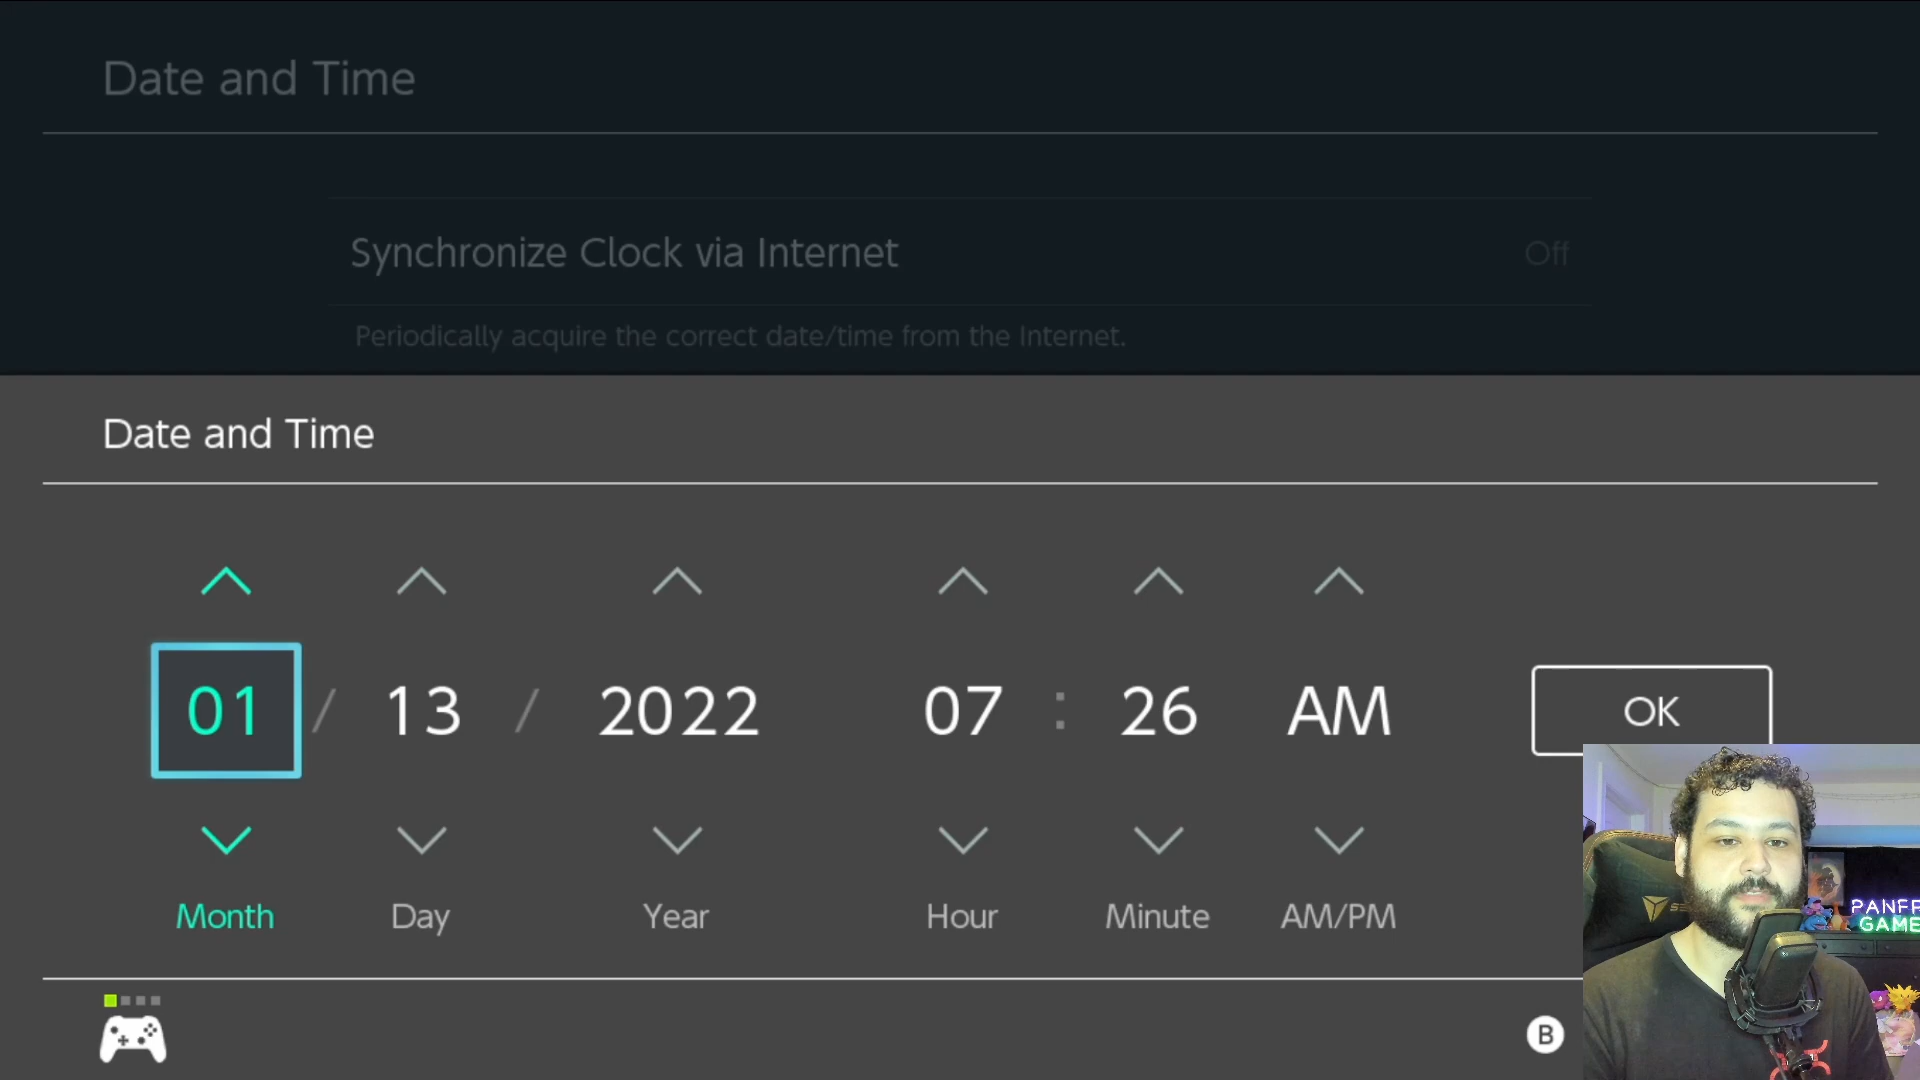 Date and Time
Synchronize Clock via Internet Off
Periodically acquire the correct date/time from the Internet.
Date and Time
01 / 13 / 2022 07 : 26 AM OK
Month Day Year Hour Minute AM/PM
B
GAME